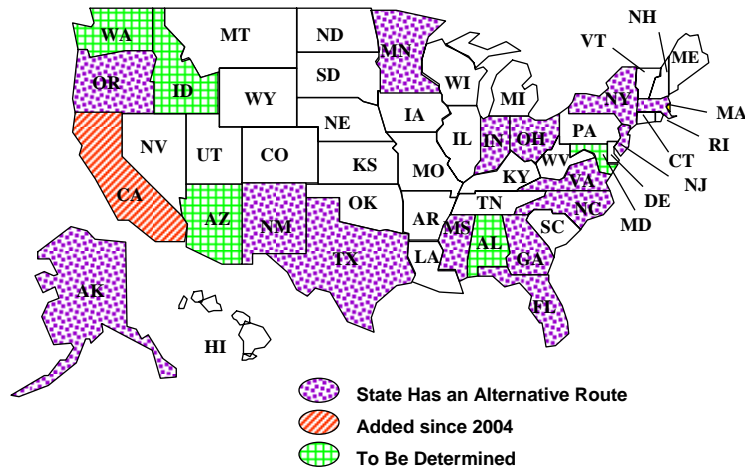 NH
WA
MT
ND
MN
VT
ME
OR
ID
SD
WI
NY
WY
MI
MA
IA
NE
PA
RI
NV
IL
IN
OH
UT
CO
WV
CT
KS
MO
NJ
CA
KY
VA
DE
OK
TN
NC
MD
AZ
NM
AR
SC
MS
AL
TX
LA
GA
AK
FL
HI
State Has an Alternative Route
Added since 2004
To Be Determined